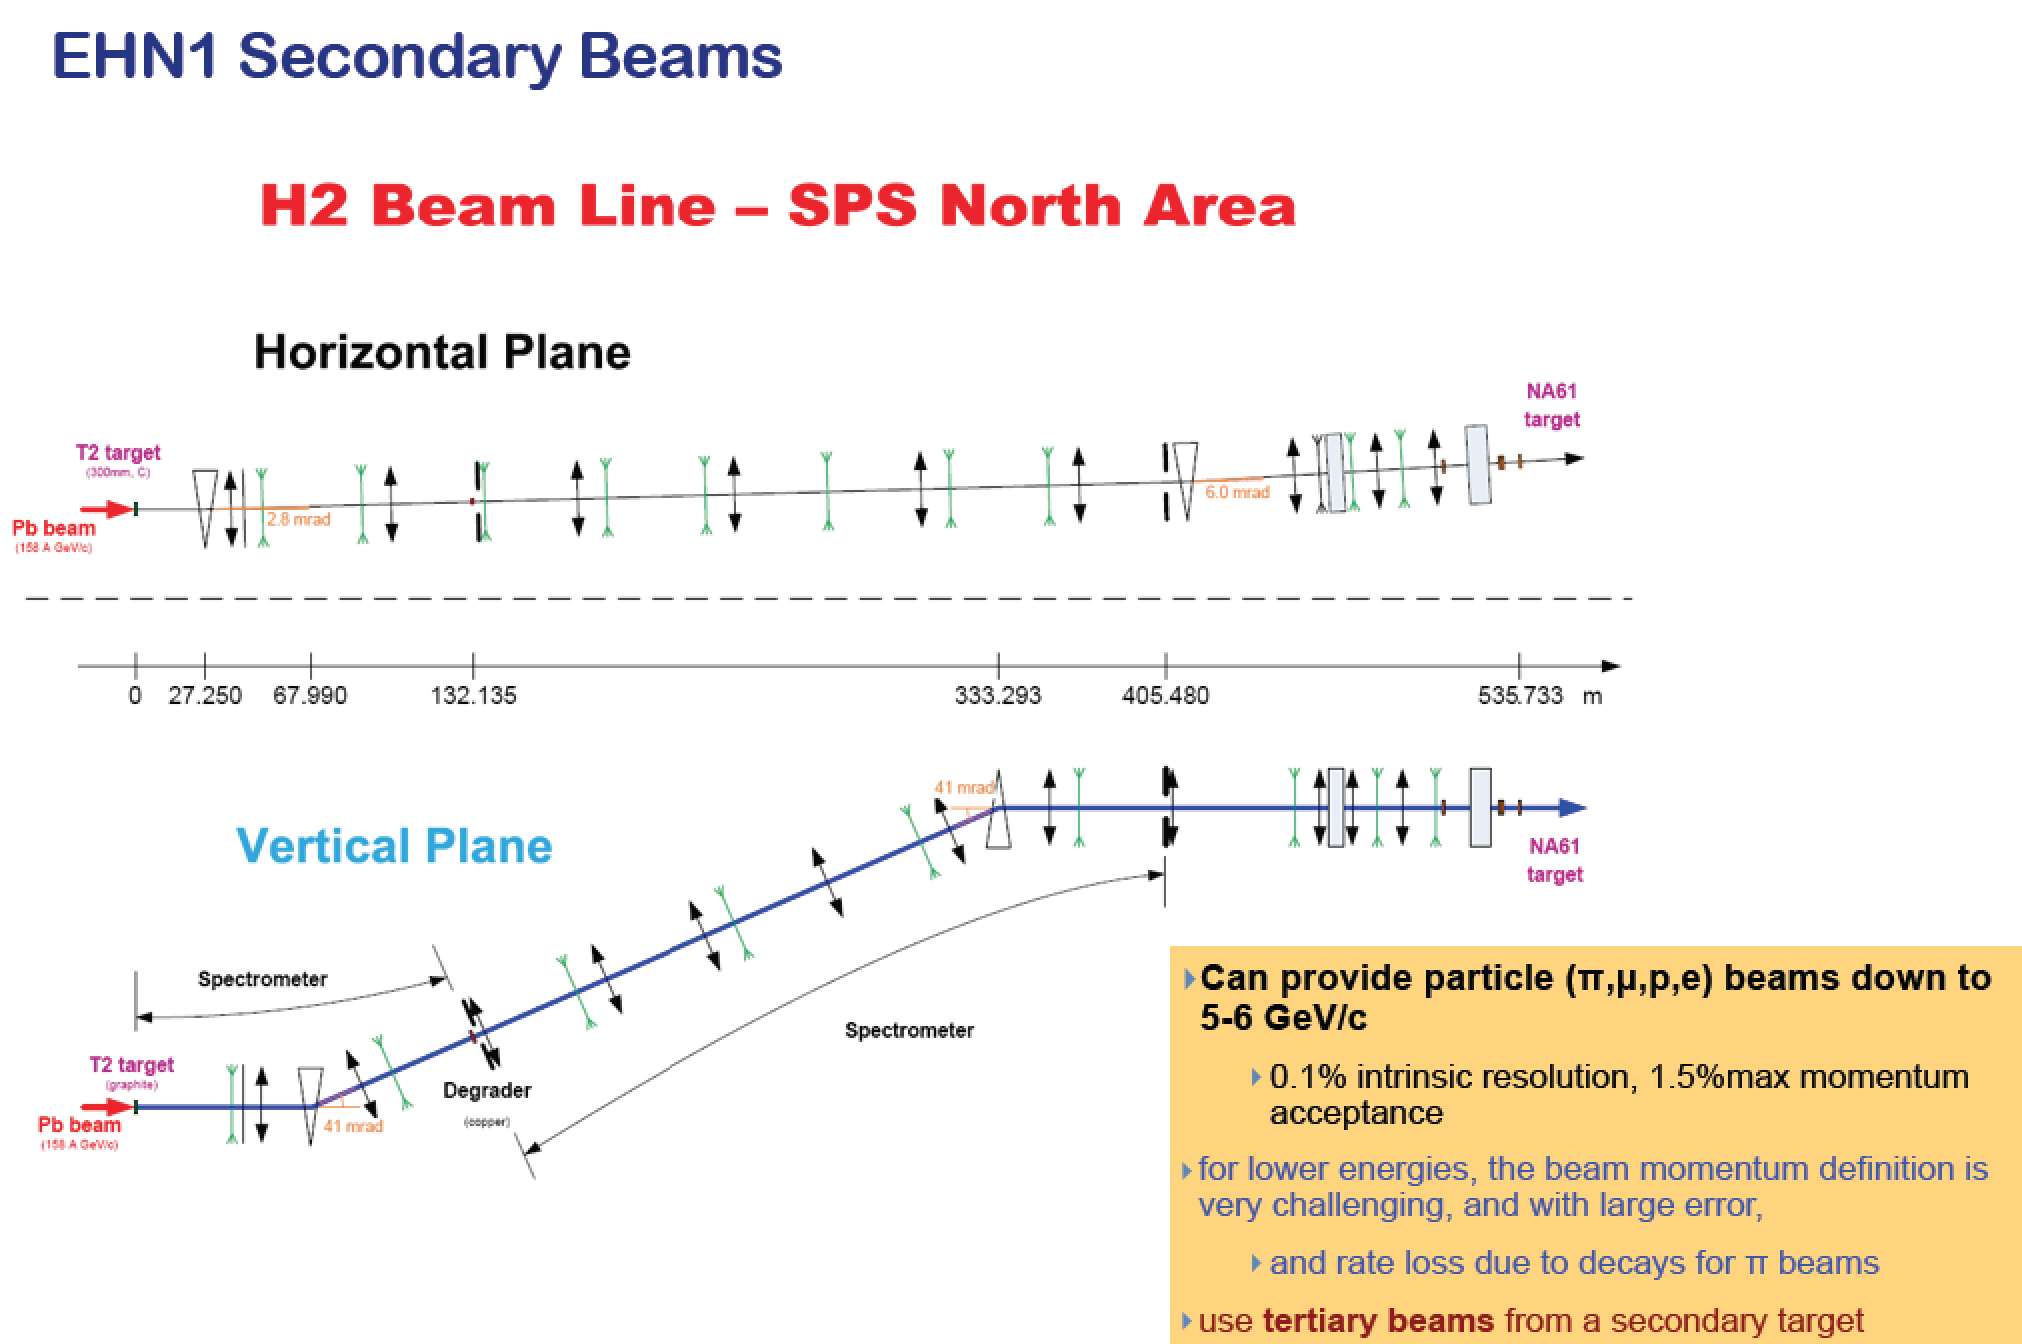 EHN1 Secondary Beams
H2 Beam Line – SPS North Area
Horizontal Plane
NA61
target
T2 target
(300mm, C)
Pb beam
(158 A GeV/c)
2.8 mrad
6.0 mrad
0 27.250 67.990 132.135 333.293 405.480 535.733 m
Vertical Plane
41 mrad
NA61
target
Spectrometer
Spectrometer
T2 target
(graphite)
Pb beam
(158 A GeV/c)
41 mrad
Degrader
(copper)
Can provide particle (π,μ,p,e) beams down to
5-6 GeV/c
0.1% intrinsic resolution, 1.5%max momentum
acceptance
for lower energies, the beam momentum definition is
very challenging, and with large error,
and rate loss due to decays for π beams
use tertiary beams from a secondary target